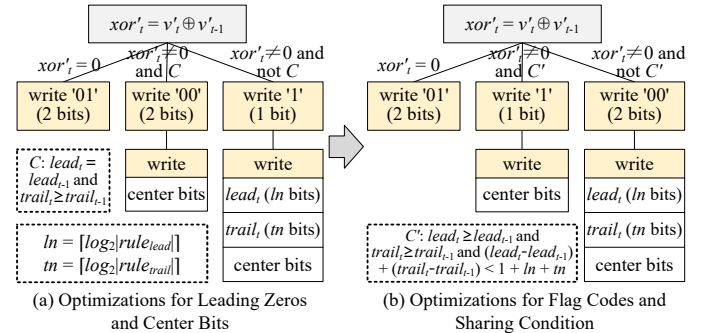 xor'ₜ = v'ₜ ⊕ v'ₜ₋₁
xor'ₜ = 0
xor'ₜ≠0 and C
xor'ₜ≠0 and not C
write '01' (2 bits)
write '00' (2 bits)
write '1' (1 bit)
C: leadₜ =
leadₜ₋₁ and
trailₜ≥trailₜ₋₁
write
center bits
write
leadₜ (ln bits)
trailₜ (tn bits)
center bits
ln = ⌈log₂|rule_lead|⌉
tn = ⌈log₂|rule_trail|⌉
(a) Optimizations for Leading Zeros
and Center Bits
xor'ₜ = v'ₜ ⊕ v'ₜ₋₁
xor'ₜ = 0
xor'ₜ≠0 and C'
xor'ₜ≠0 and not C'
write '01' (2 bits)
write '1' (1 bit)
write '00' (2 bits)
write
center bits
write
leadₜ (ln bits)
trailₜ (tn bits)
center bits
C': leadₜ ≥leadₜ₋₁ and
trailₜ≥trailₜ₋₁ and (leadₜ-leadₜ₋₁)
+ (trailₜ-trailₜ₋₁) < 1 + ln + tn
(b) Optimizations for Flag Codes and
Sharing Condition